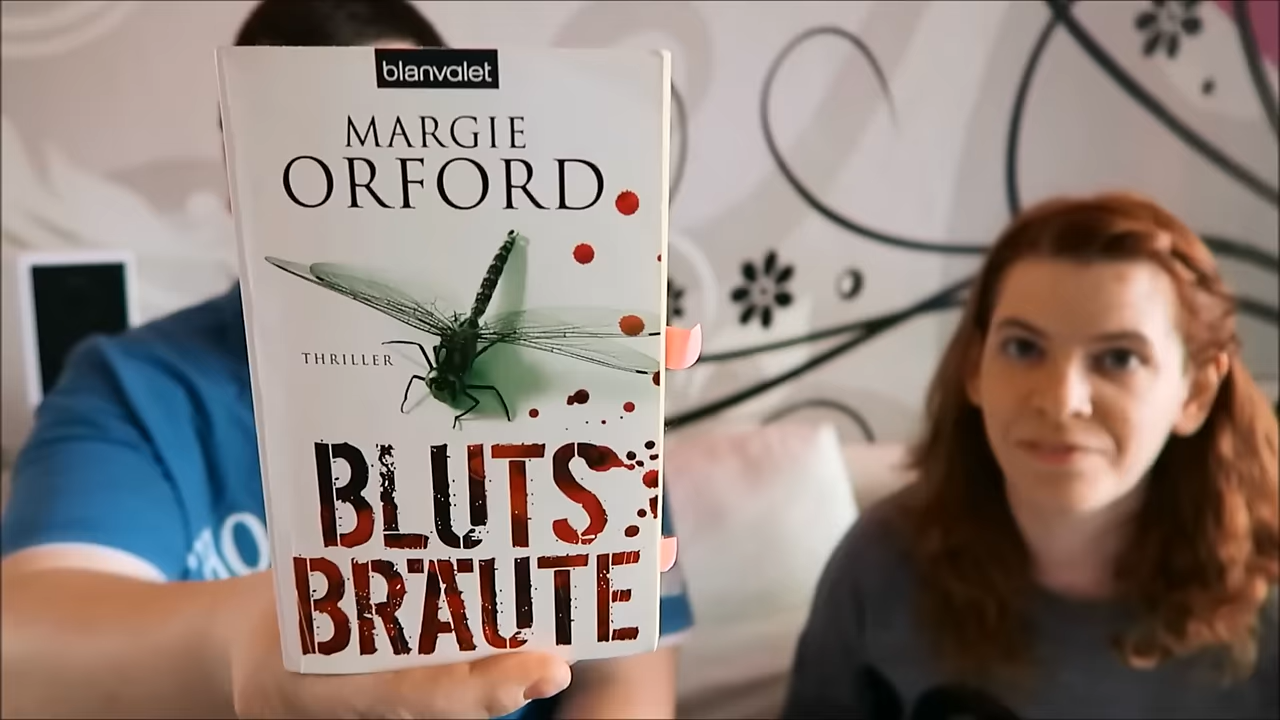 blanvalet
MARGIE
ORFORD
THRILLER
BLUTS
BRÄUTE